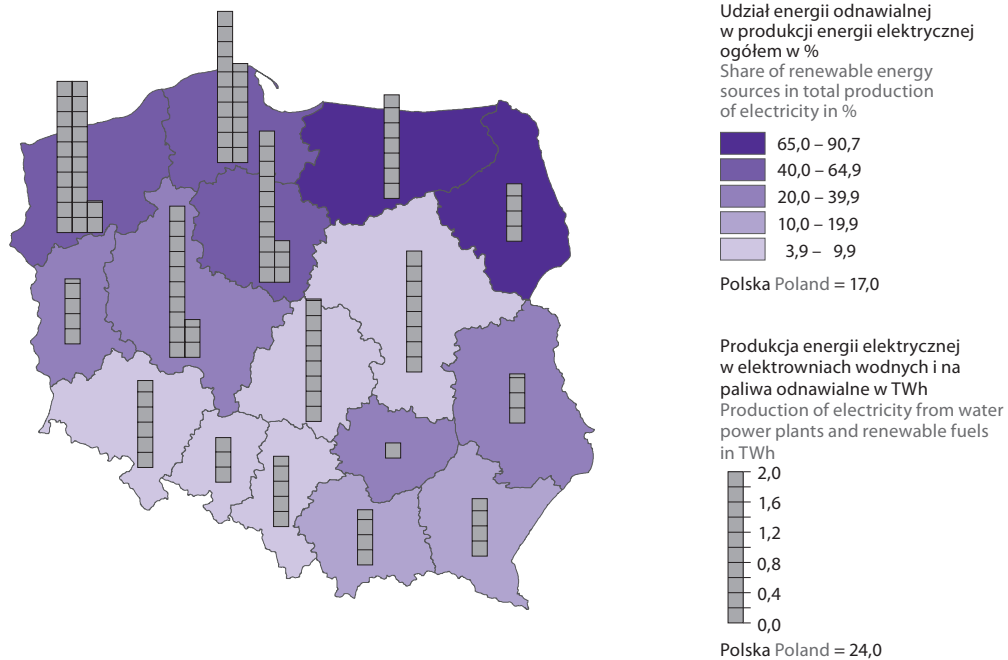 Udział energii odnawialnej
w produkcji energii elektrycznej
ogółem w %
Share of renewable energy
sources in total production
of electricity in %
65,0 – 90,7
40,0 – 64,9
20,0 – 39,9
10,0 – 19,9
3,9 – 9,9
Polska Poland = 17,0
Produkcja energii elektrycznej
w elektrowniach wodnych i na
paliwa odnawialne w TWh
Production of electricity from water
power plants and renewable fuels
in TWh
2,0
1,6
1,2
0,8
0,4
0,0
Polska Poland = 24,0